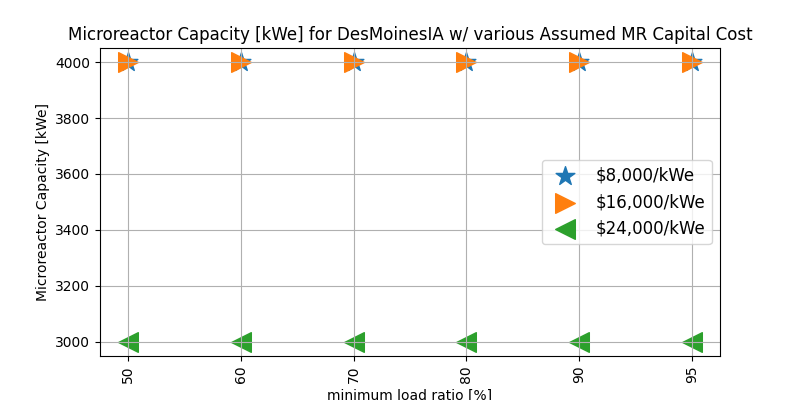 Microreactor Capacity [kWe] for DesMoinesIA w/ various Assumed MR Capital Cost
Microreactor Capacity [kWe]
4000
3800
3600
3400
3200
3000
$8,000/kWe
$16,000/kWe
$24,000/kWe
50
60
70
80
90
95
minimum load ratio [%]